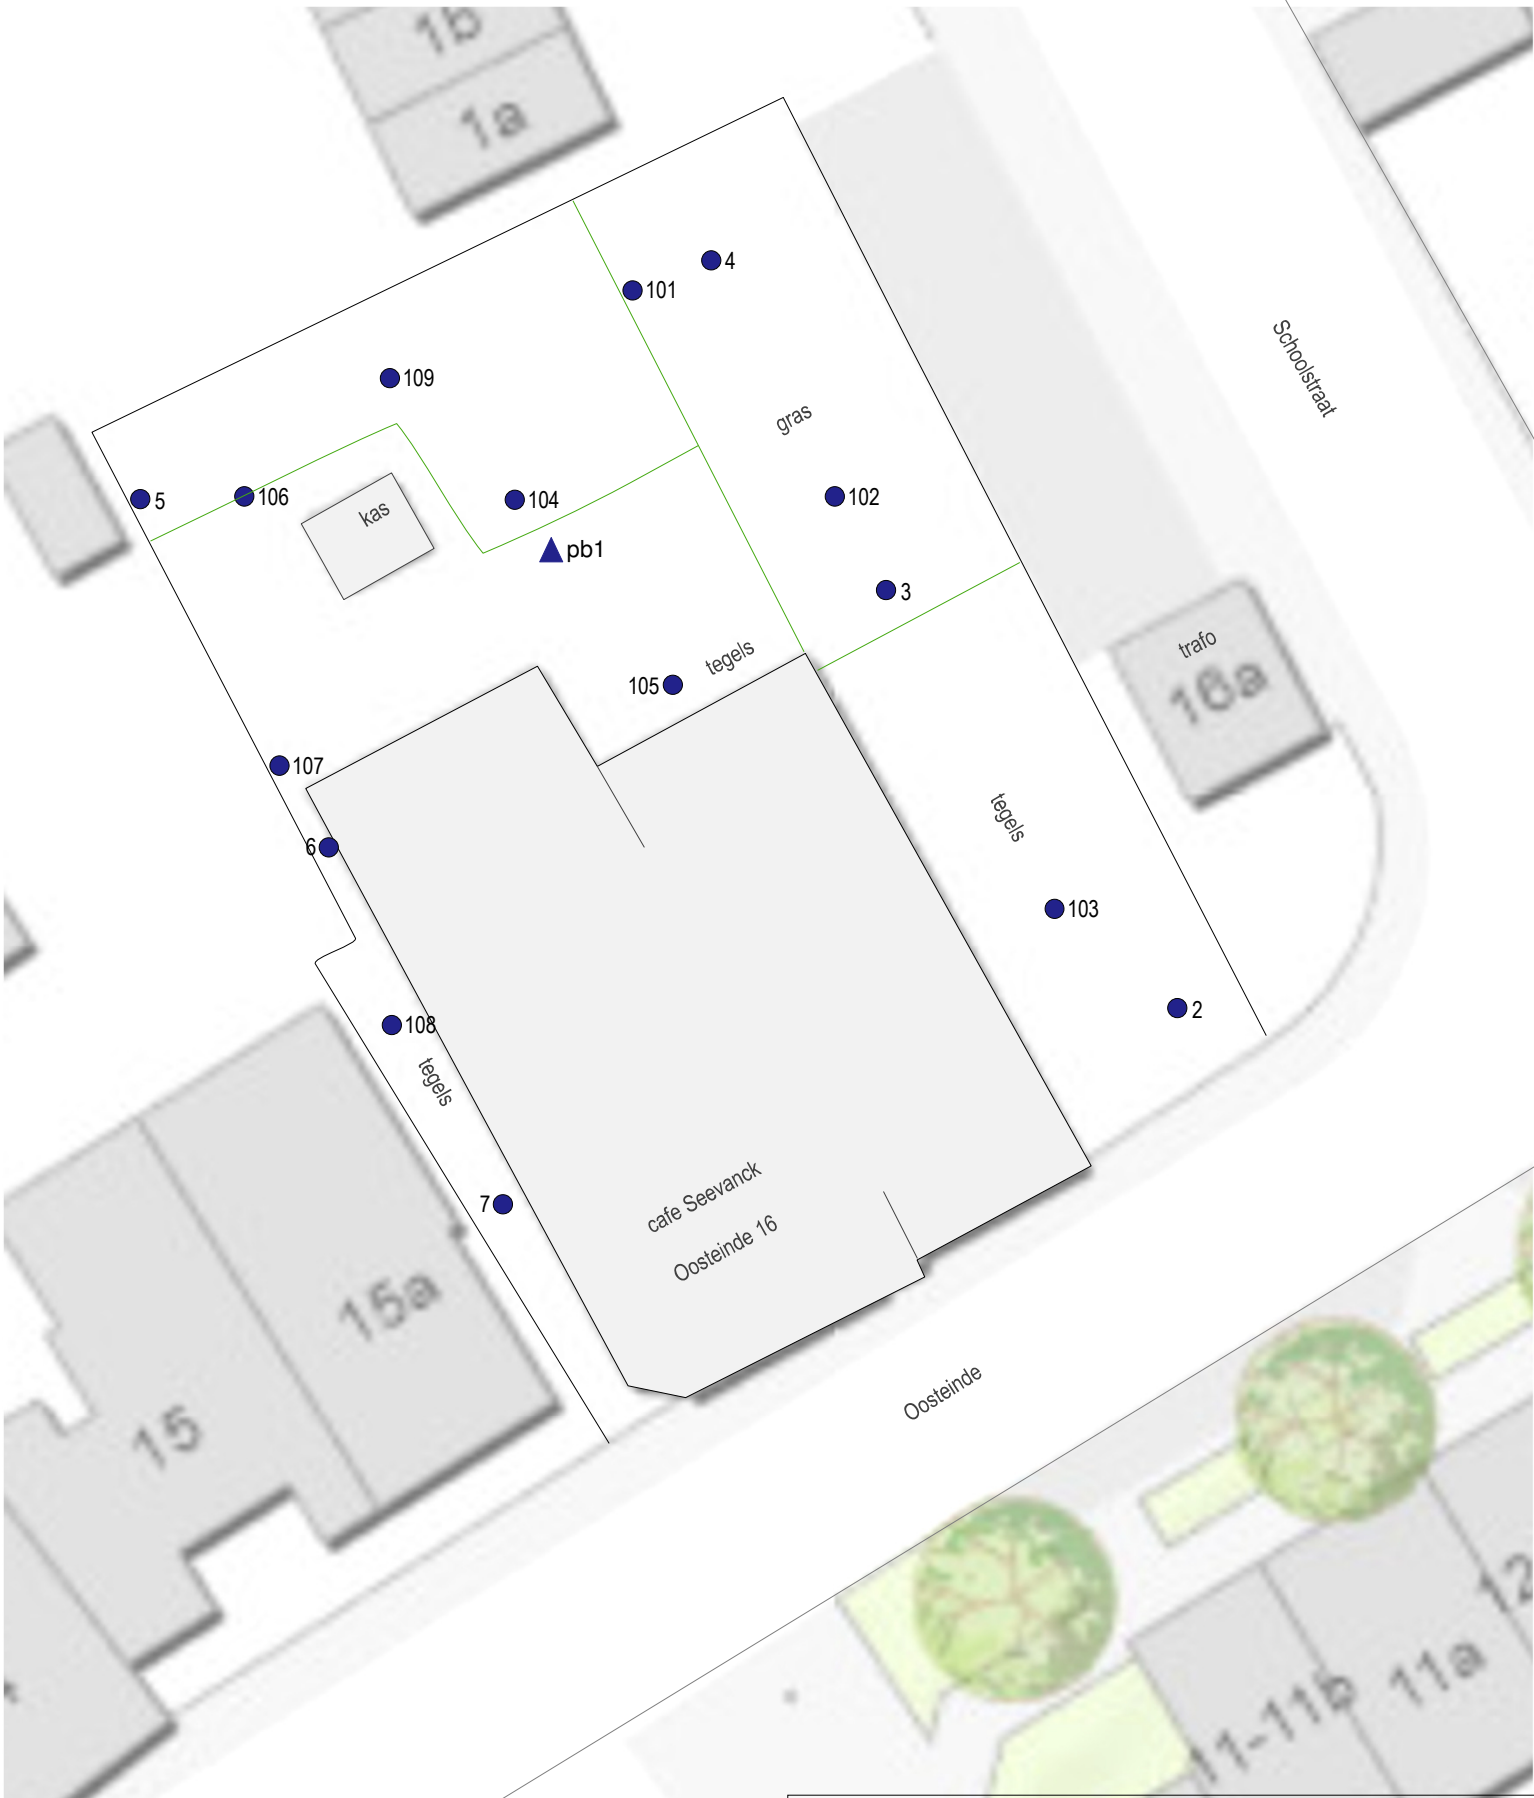 1b
1a
4
101
109
Schoolstraat
gras
5
106
kas
104
102
pb1
3
trafo
16a
tegels
105
107
tegels
6
103
2
108
tegels
cafe Seevanck
7
Oosteinde 16
15a
Oosteinde
15
12
11a
11-11b